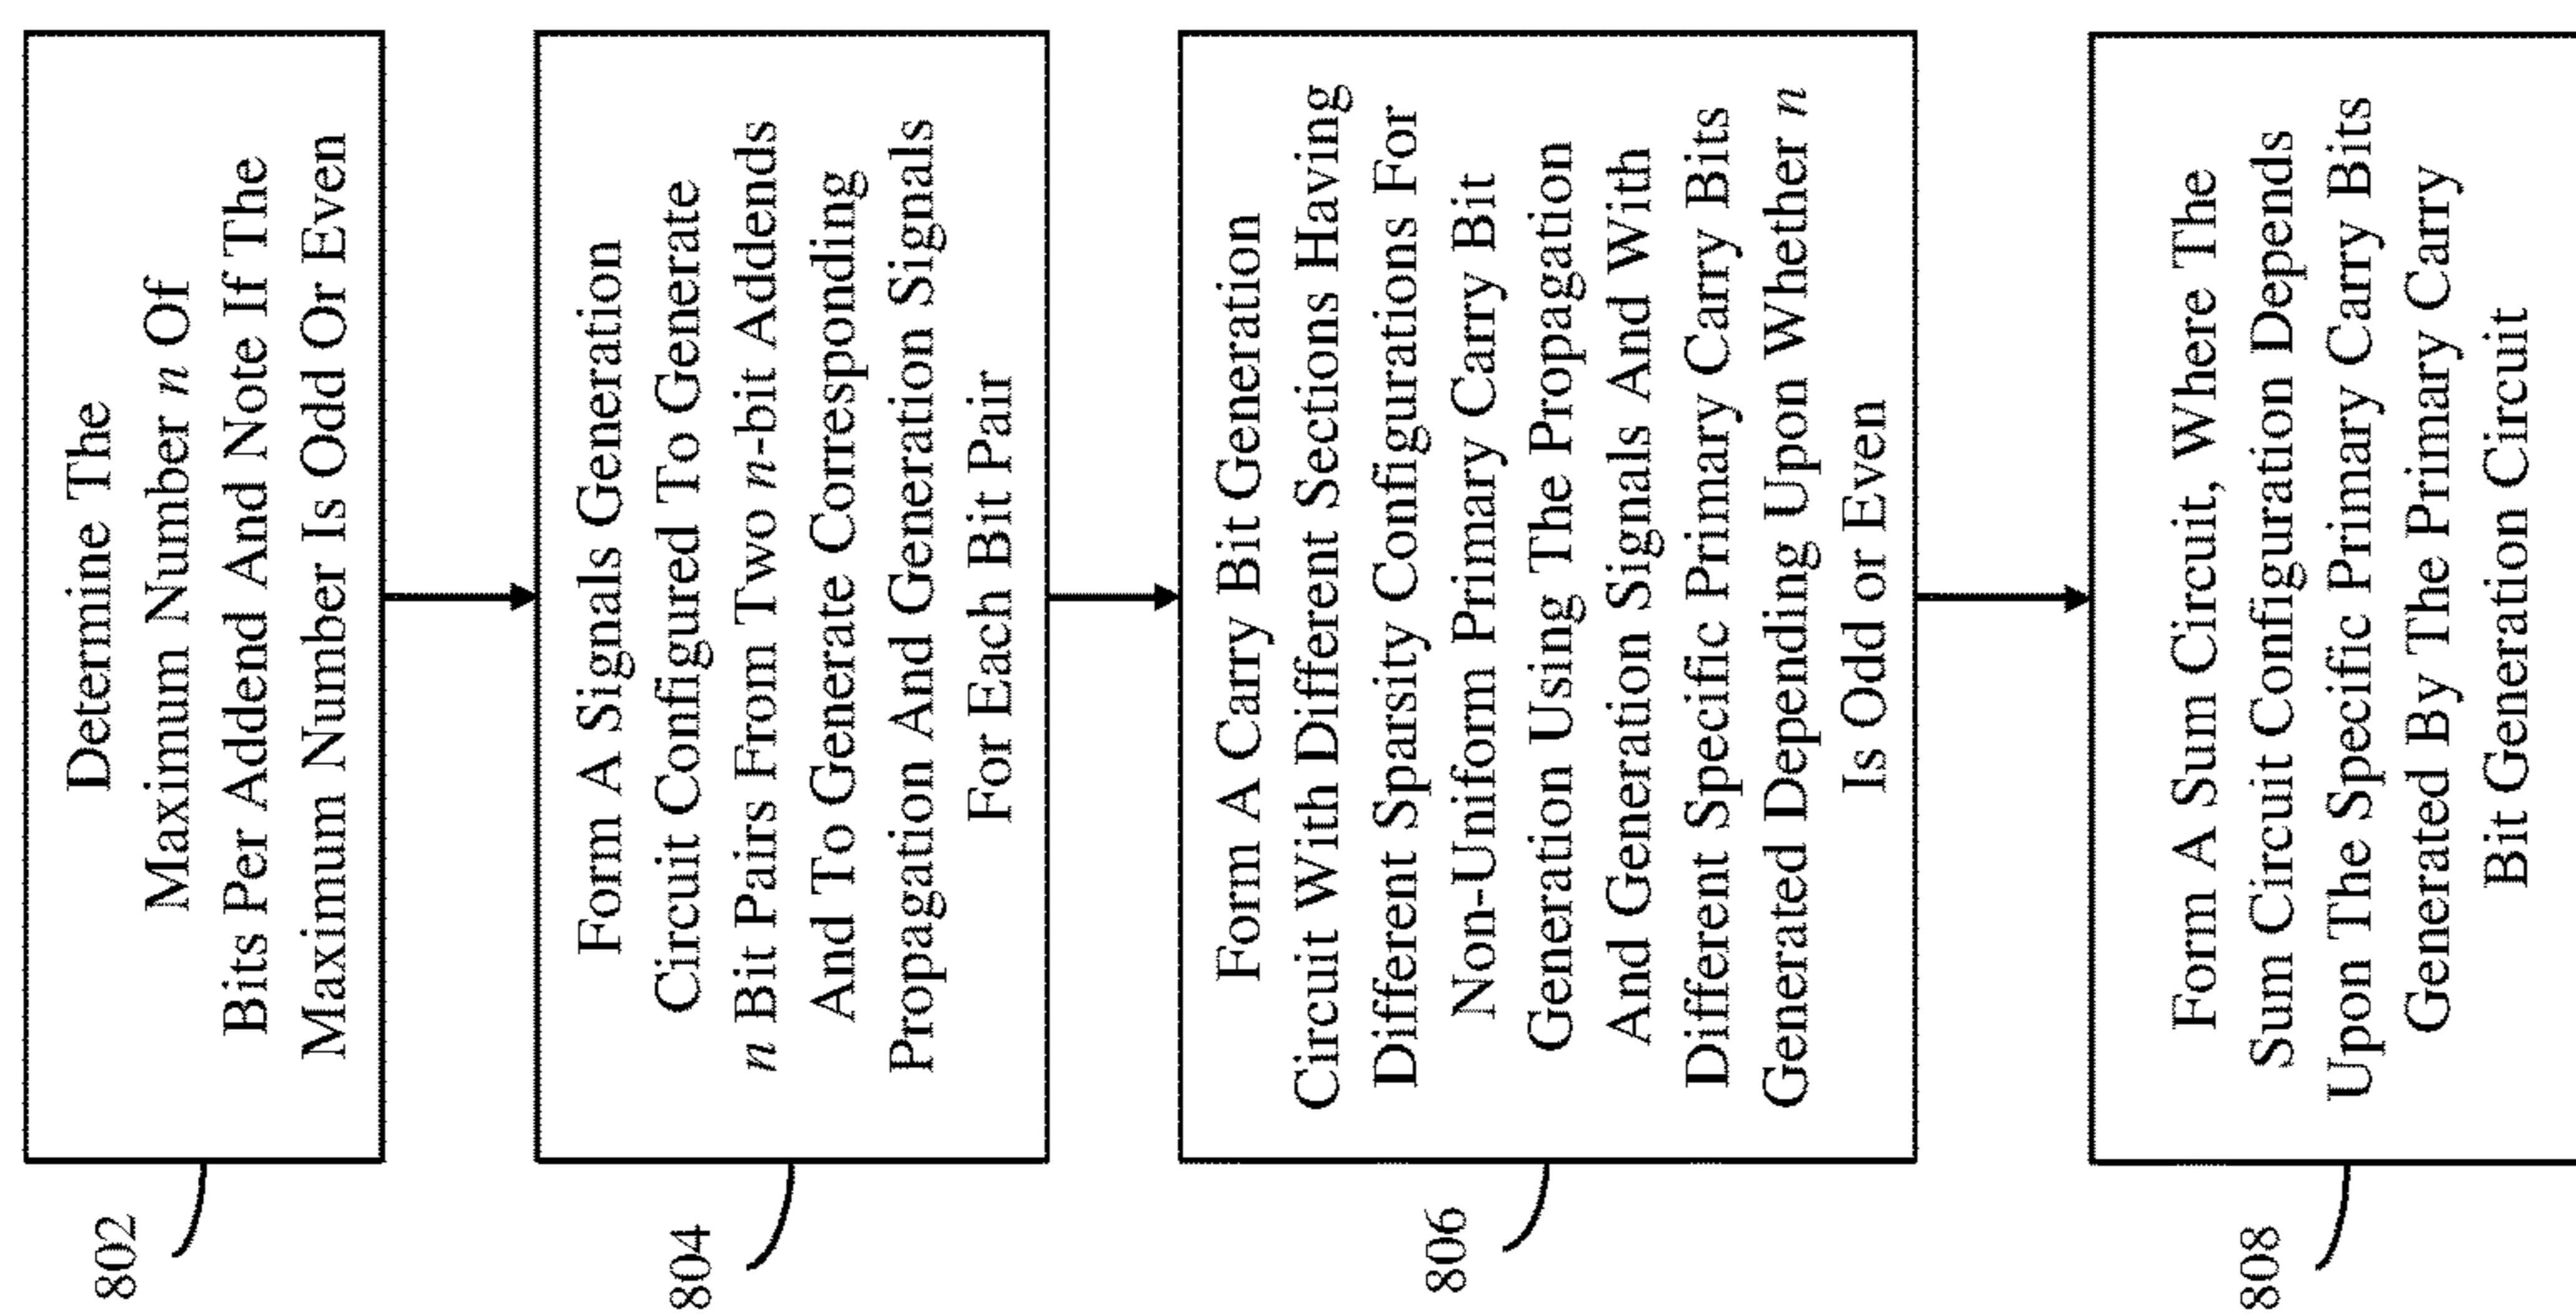 802
Determine The
Maximum Number n Of
Bits Per Addend And Note If The
Maximum Number Is Odd Or Even
804
Form A Signals Generation
Circuit Configured To Generate
n Bit Pairs From Two n-bit Addends
And To Generate Corresponding
Propagation And Generation Signals
For Each Bit Pair
806
Form A Carry Bit Generation
Circuit With Different Sections Having
Different Sparsity Configurations For
Non-Uniform Primary Carry Bit
Generation Using The Propagation
And Generation Signals And With
Different Specific Primary Carry Bits
Generated Depending Upon Whether n
Is Odd or Even
808
Form A Sum Circuit, Where The
Sum Circuit Configuration Depends
Upon The Specific Primary Carry Bits
Generated By The Primary Carry
Bit Generation Circuit